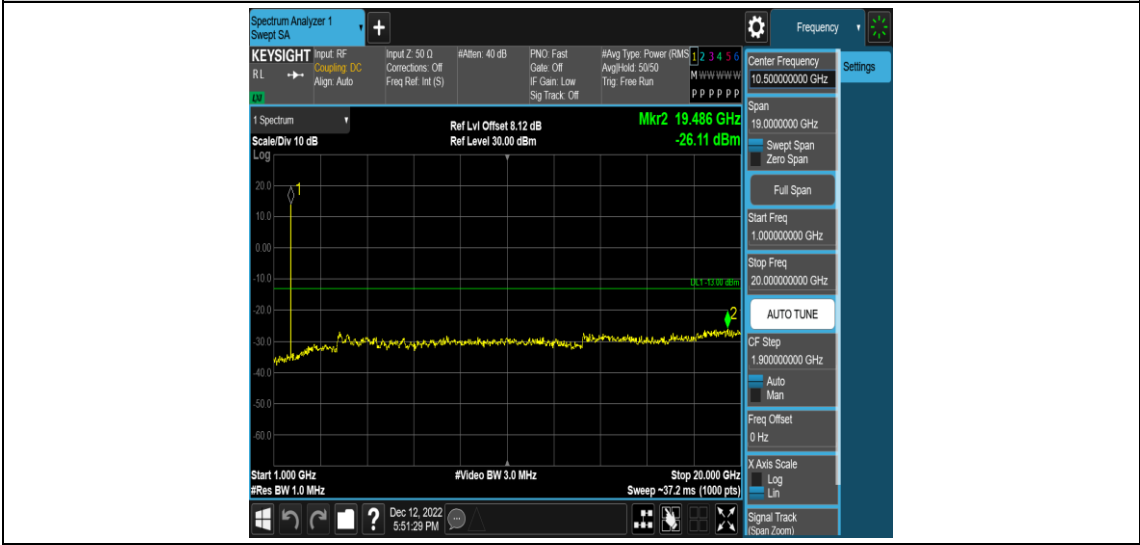 Spectrum Analyzer 1
Swept SA
+
Frequency
KEYSIGHT
RL
LM
Input: RF
Coupling: DC
Align: Auto
Input Z: 50 Ω
Corrections: Off
Freq Ref: Int (S)
#Atten: 40 dB
PNO: Fast
Gate: Off
IF Gain: Low
Sig Track: Off
#Avg Type: Power (RMS
Avg|Hold: 50/50
Trig: Free Run
1 2 3 4 5 6
M W W W W W
P P P P P P
1 Spectrum
Scale/Div 10 dB
Log
Ref Lvl Offset 8.12 dB
Ref Level 30.00 dBm
Mkr2 19.486 GHz
-26.11 dBm
20.0
10.0
0.00
-10.0
-20.0
-30.0
-40.0
-50.0
-60.0
1
DL1 -13.00 dBm
2
Start 1.000 GHz
#Res BW 1.0 MHz
#Video BW 3.0 MHz
Stop 20.000 GHz
Sweep ~37.2 ms (1000 pts)
?
Dec 12, 2022
5:51:29 PM
Center Frequency
10.500000000 GHz
Settings
Span
19.0000000 GHz
Swept Span
Zero Span
Full Span
Start Freq
1.000000000 GHz
Stop Freq
20.000000000 GHz
AUTO TUNE
CF Step
1.900000000 GHz
Auto
Man
Freq Offset
0 Hz
X Axis Scale
Log
Lin
Signal Track
(Span Zoom)